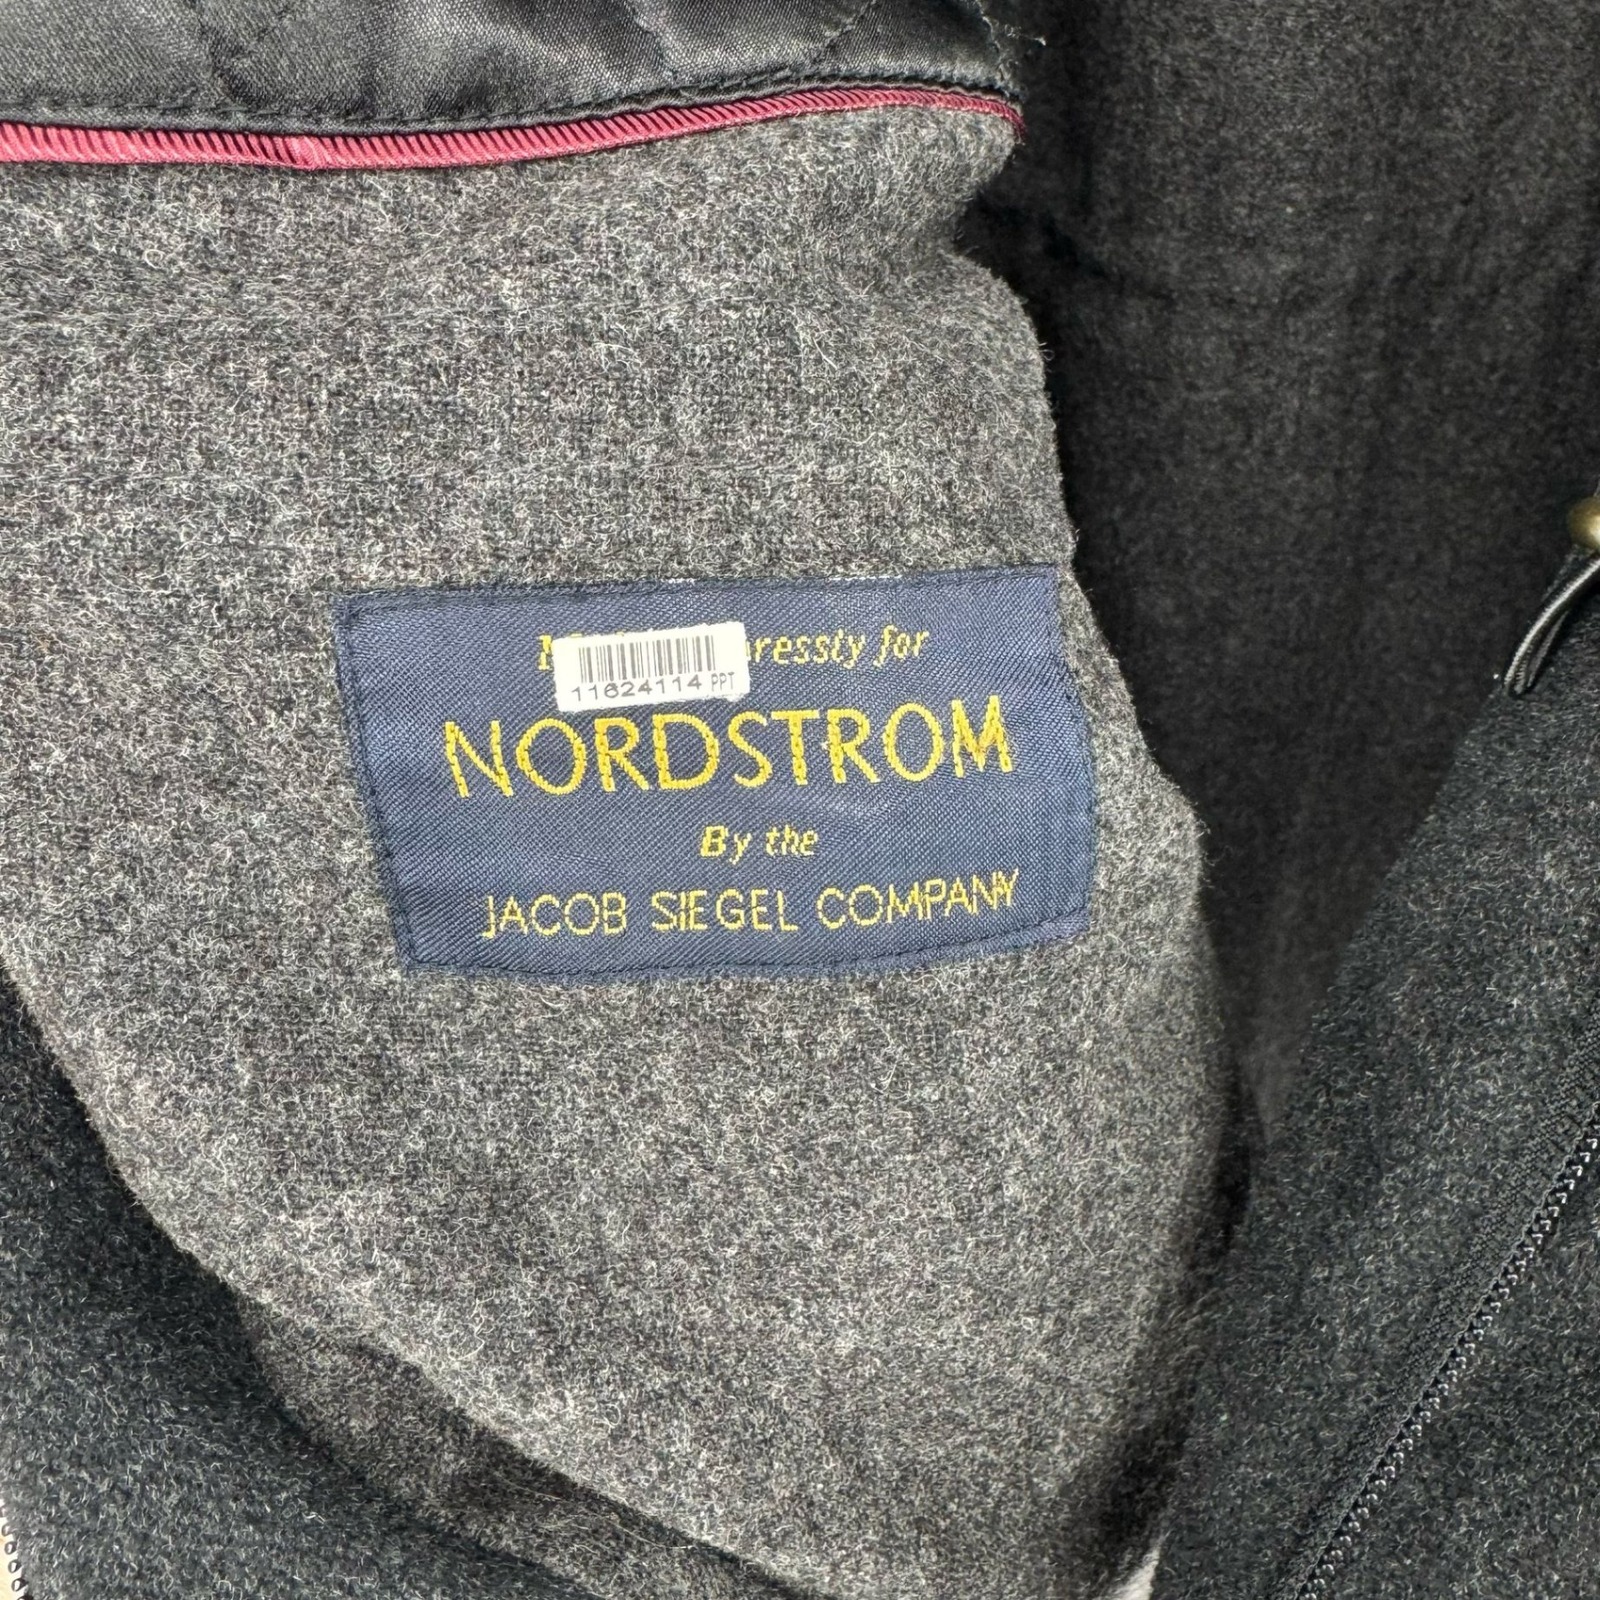 for
11624114 PPT
NORDSTROM
By the
JACOB SIEGEL COMPANY